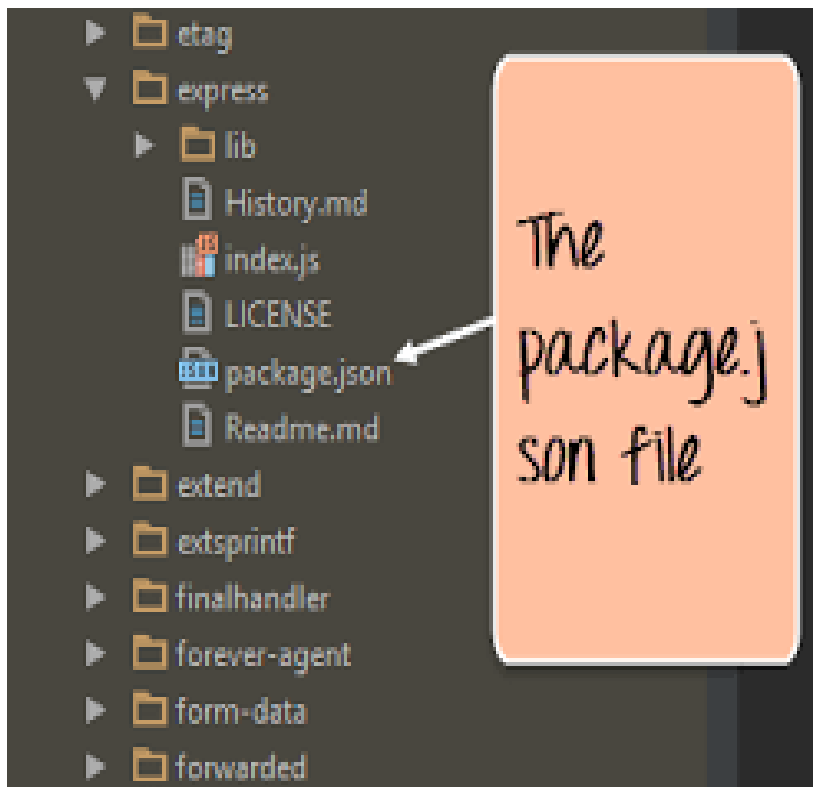 etag
express
lib
History.md
index.js
LICENSE
package.json
Readme.md
extend
extsprintf
finalhandler
forever-agent
form-data
forwarded
The
package.j
son file